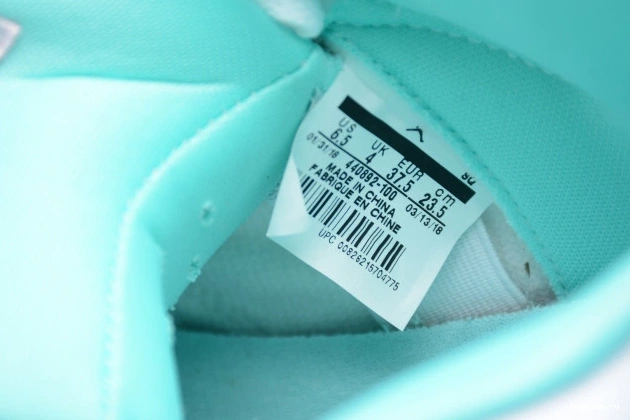 US UK EUR cm
6.5 4 37.5 23.5
01/31/18 440892-100 03/13/18
MADE IN CHINA
FABRIQUE EN CHINE
UPC 00826215704775